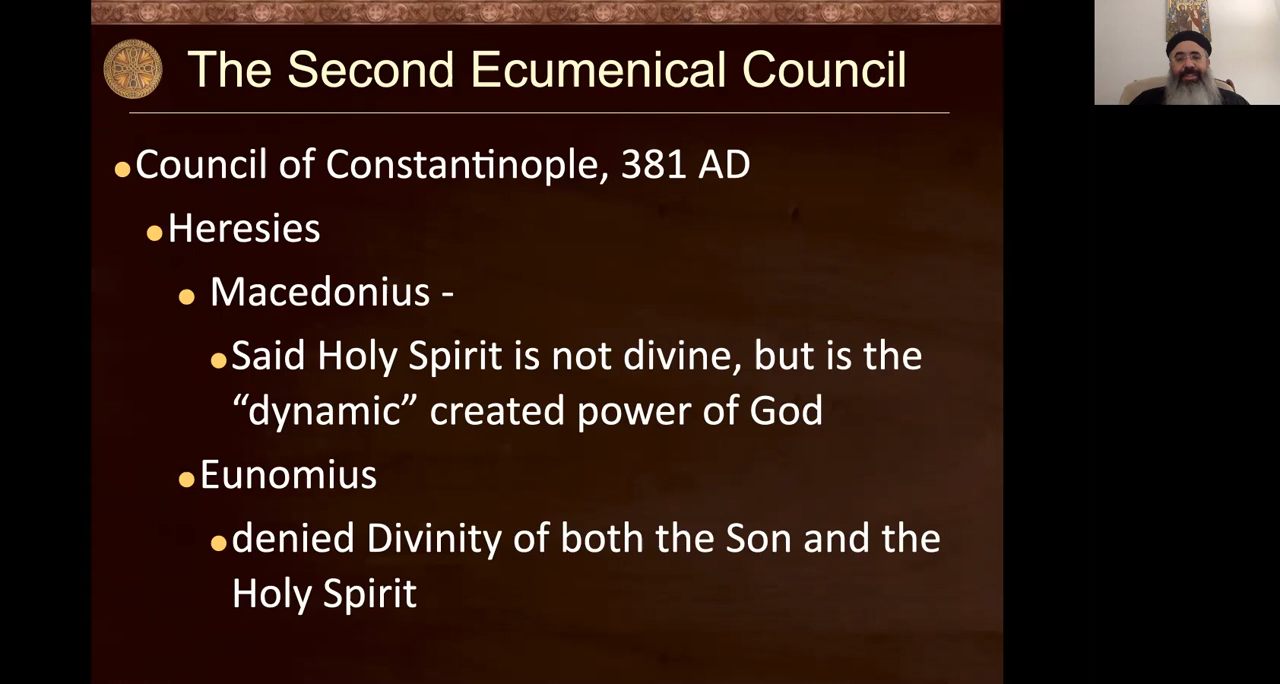 The Second Ecumenical Council
•Council of Constantinople, 381 AD
•Heresies
• Macedonius -
•Said Holy Spirit is not divine, but is the
“dynamic” created power of God
•Eunomius
•denied Divinity of both the Son and the
Holy Spirit